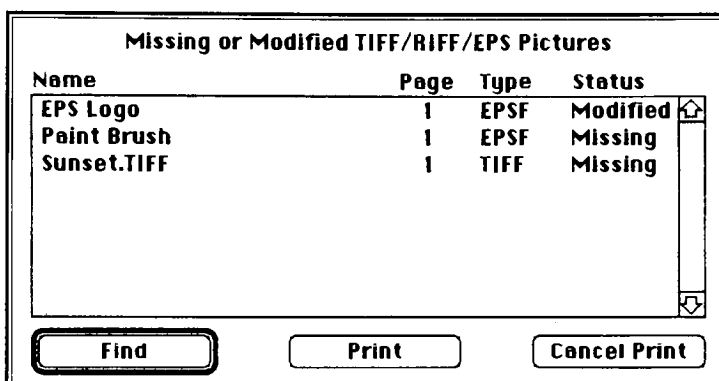 Missing or Modified TIFF/RIFF/EPS Pictures
Name Page Type Status
EPS Logo 1 EPSF Modified
Paint Brush 1 EPSF Missing
Sunset.TIFF 1 TIFF Missing
Find Print Cancel Print